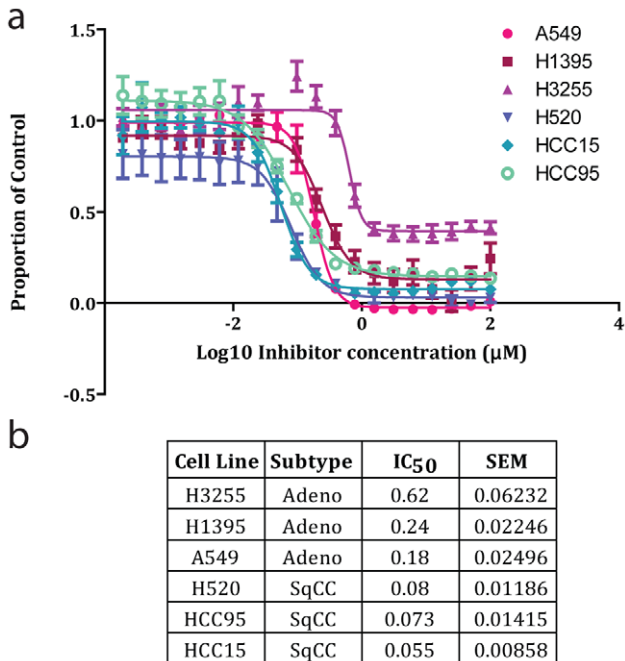 a
1.5
1.0
0.5
0.0
-0.5
-2
0
2
4
Proportion of Control
Log10 Inhibitor concentration (µM)
A549
H1395
H3255
H520
HCC15
HCC95
b
Cell Line Subtype IC50 SEM
H3255 Adeno 0.62 0.06232
H1395 Adeno 0.24 0.02246
A549 Adeno 0.18 0.02496
H520 SqCC 0.08 0.01186
HCC95 SqCC 0.073 0.01415
HCC15 SqCC 0.055 0.00858